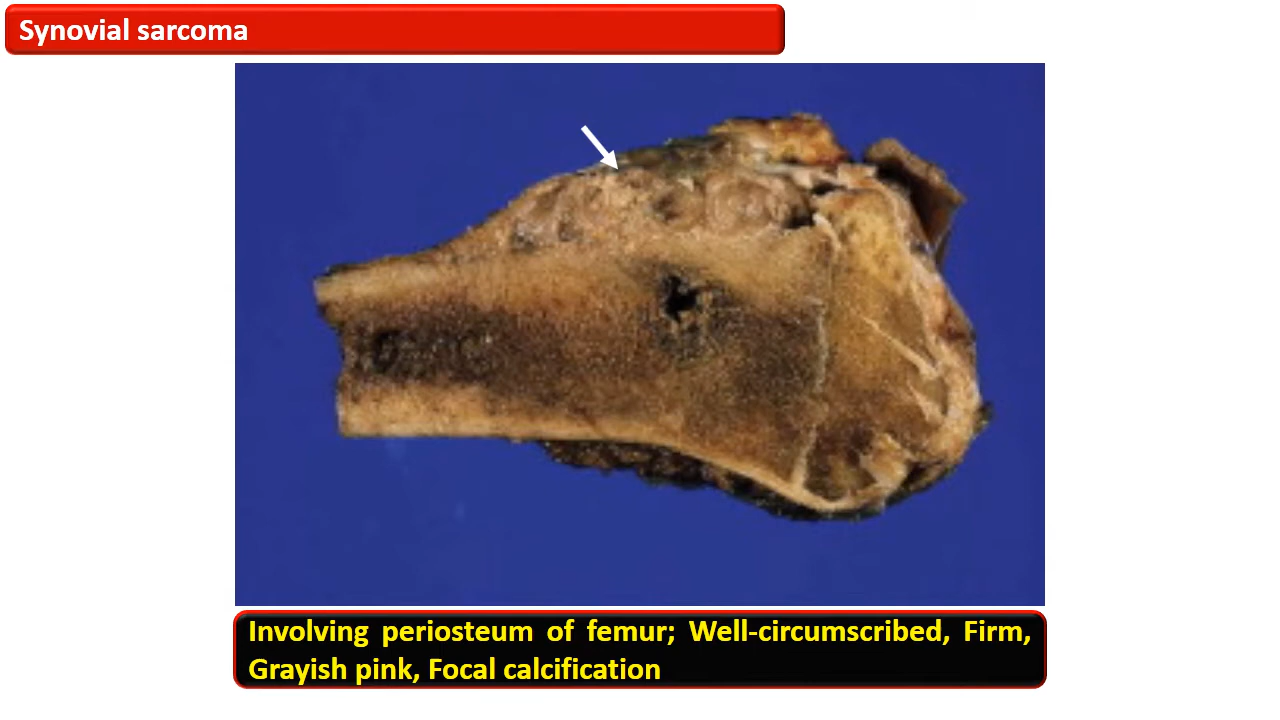 Synovial sarcoma
Involving periosteum of femur; Well-circumscribed, Firm,
Grayish pink, Focal calcification